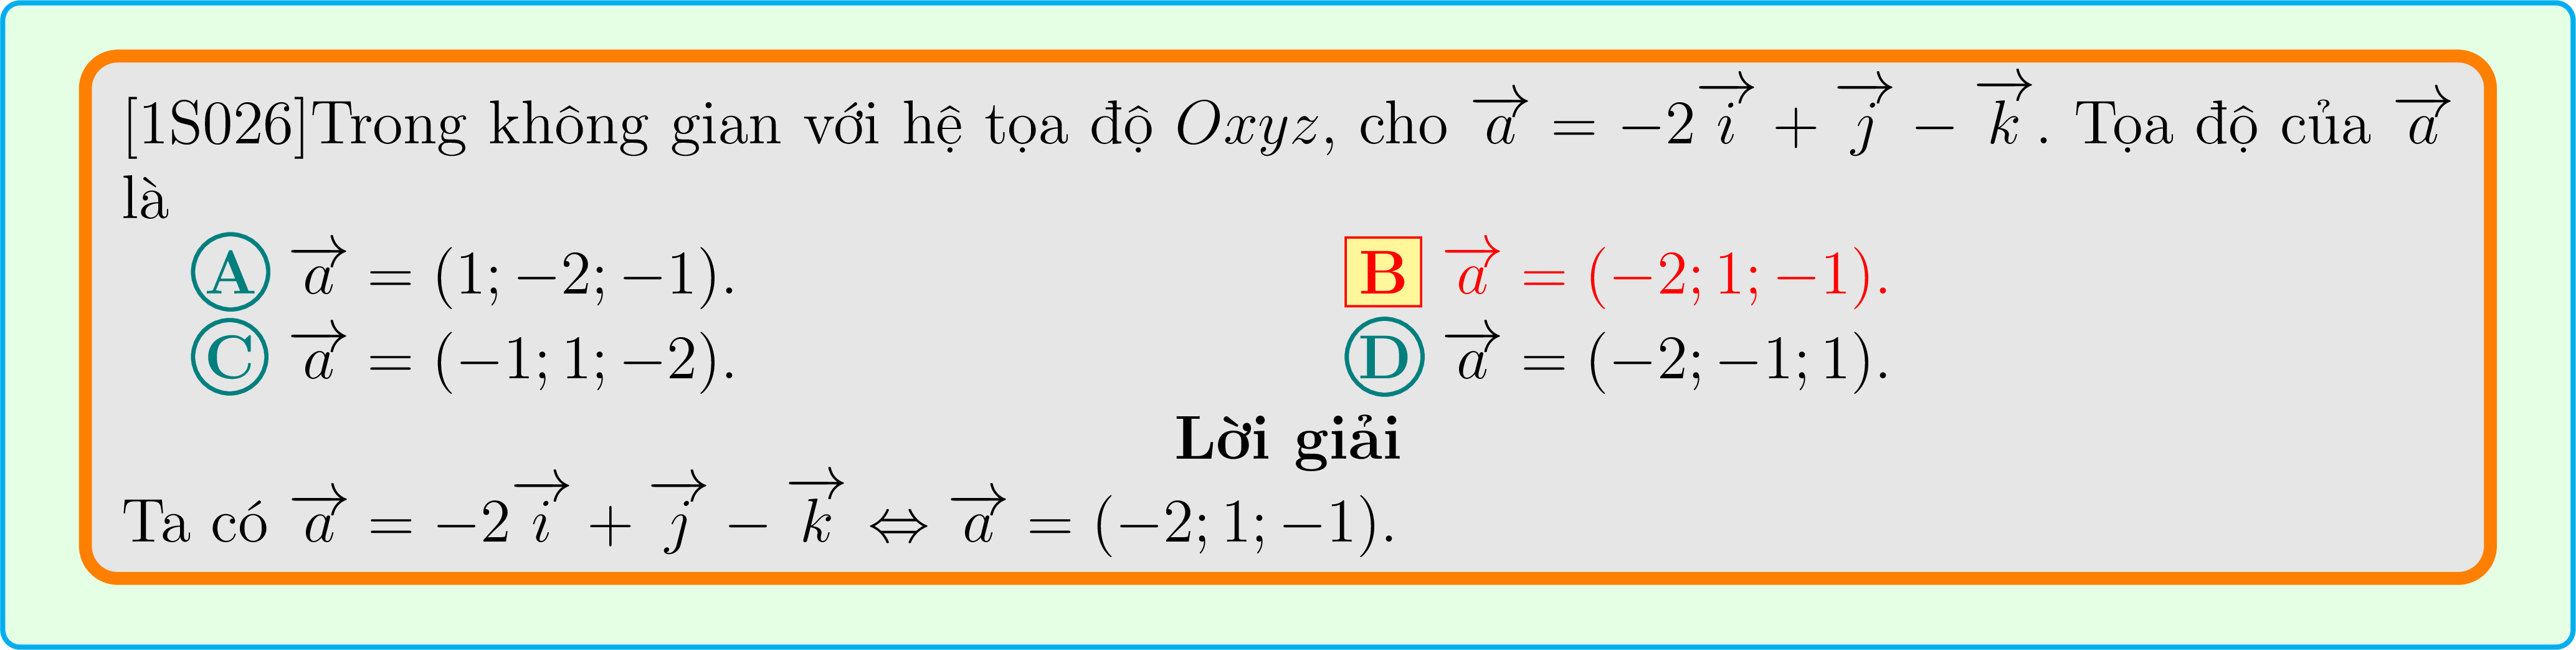 [1S026]Trong không gian với hệ tọa độ $Oxyz$, cho $\overrightarrow{a} = -2\overrightarrow{i} + \overrightarrow{j} - \overrightarrow{k}$. Tọa độ của $\overrightarrow{a}$
là
A $\overrightarrow{a} = (1; -2; -1)$. B $\overrightarrow{a} = (-2; 1; -1)$.
C $\overrightarrow{a} = (-1; 1; -2)$. D $\overrightarrow{a} = (-2; -1; 1)$.
Lời giải
Ta có $\overrightarrow{a} = -2\overrightarrow{i} + \overrightarrow{j} - \overrightarrow{k} \Leftrightarrow \overrightarrow{a} = (-2; 1; -1)$.